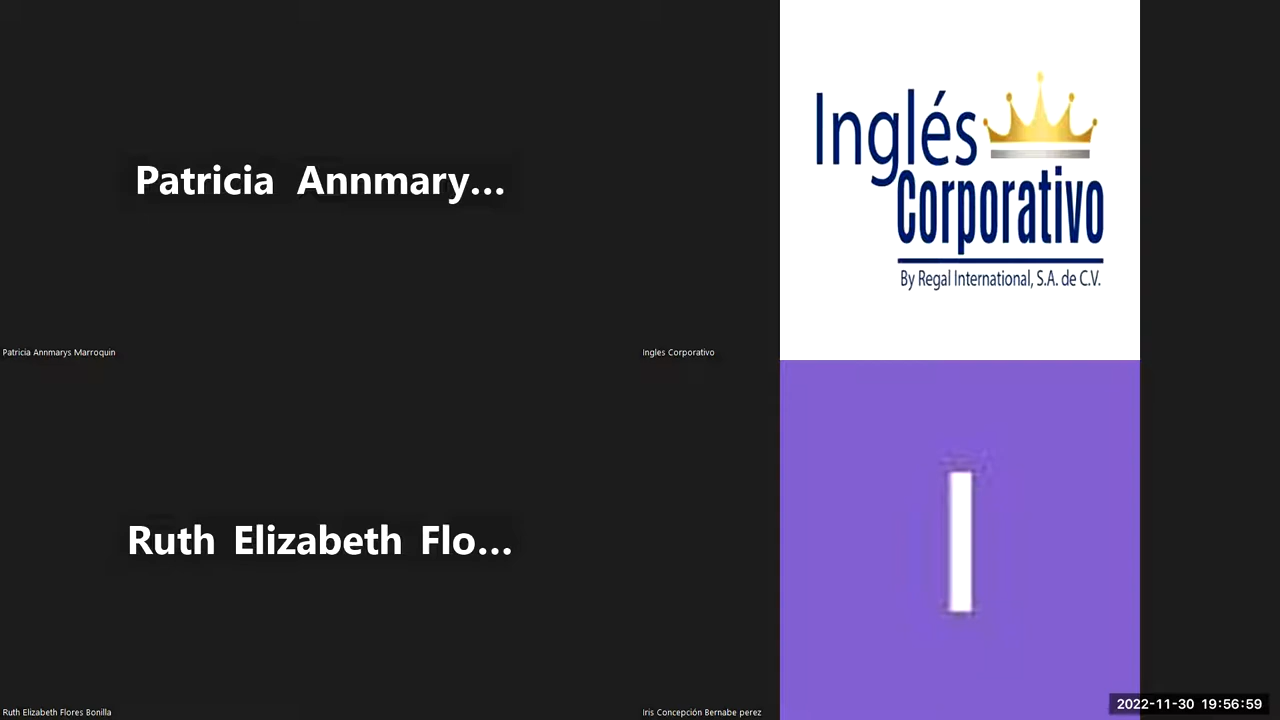 Patricia Annmary...
Patricia Annmarys Marroquin
Inglés
Corporativo
By Regal International, S.A. de C.V.
Ingles Corporativo
Ruth Elizabeth Flo...
Ruth Elizabeth Flores Bonilla
I
Iris Concepción Bernabe perez
2022-11-30 19:56:59